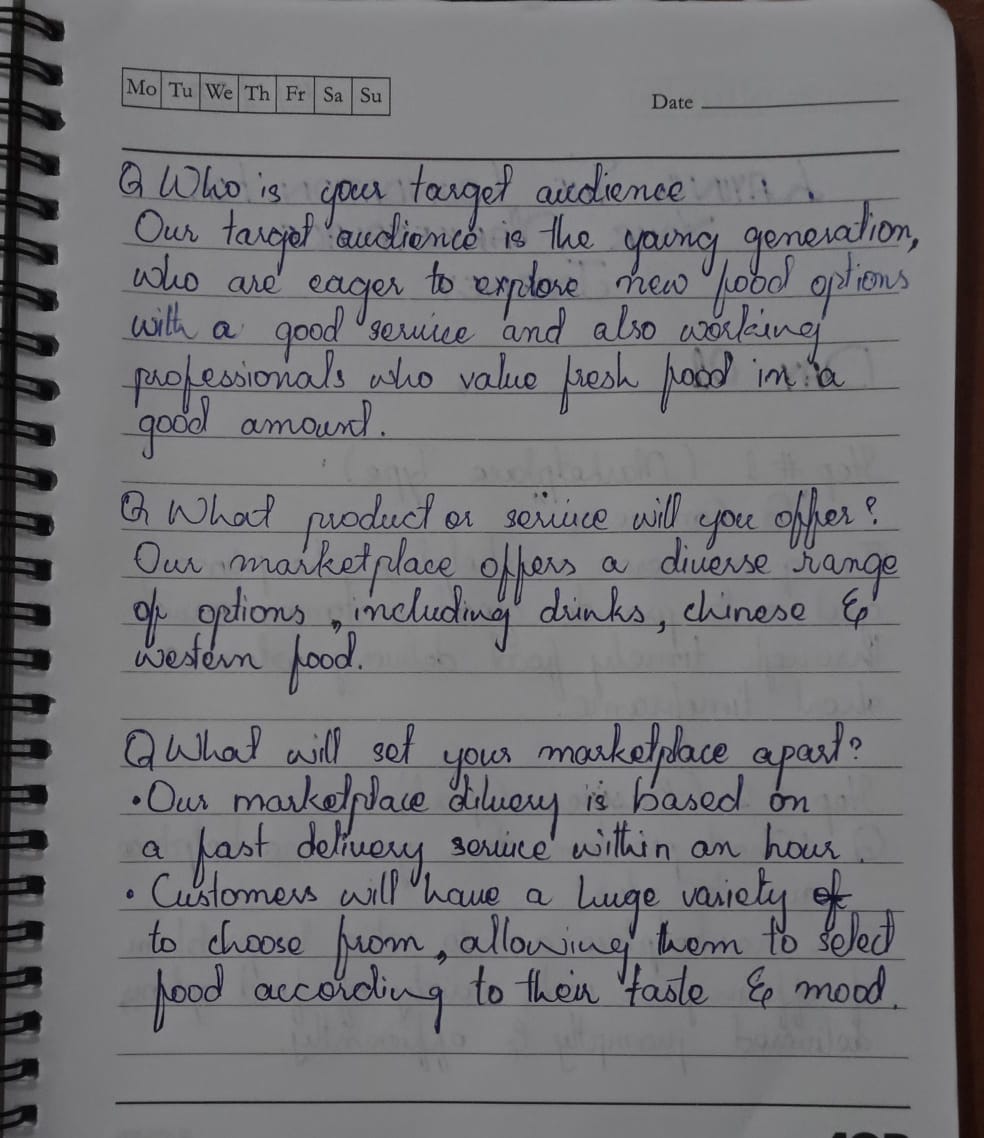 Mo Tu We Th Fr Sa Su
Date
Q Who is your target audience
Our target audience is the young generation,
who are eager to explore new food options
with a good service and also working
professionals who value fresh food in a
good amount.
Q What product or service will you offer?
Our marketplace offers a diverse range
of options, including drinks, chinese &
western food.
Q What will set your marketplace apart?
• Our marketplace diluery is based on
a fast delivery service within an hour.
• Customers will have a huge variety
to choose from, allowing them to select
food according to their taste & mood.